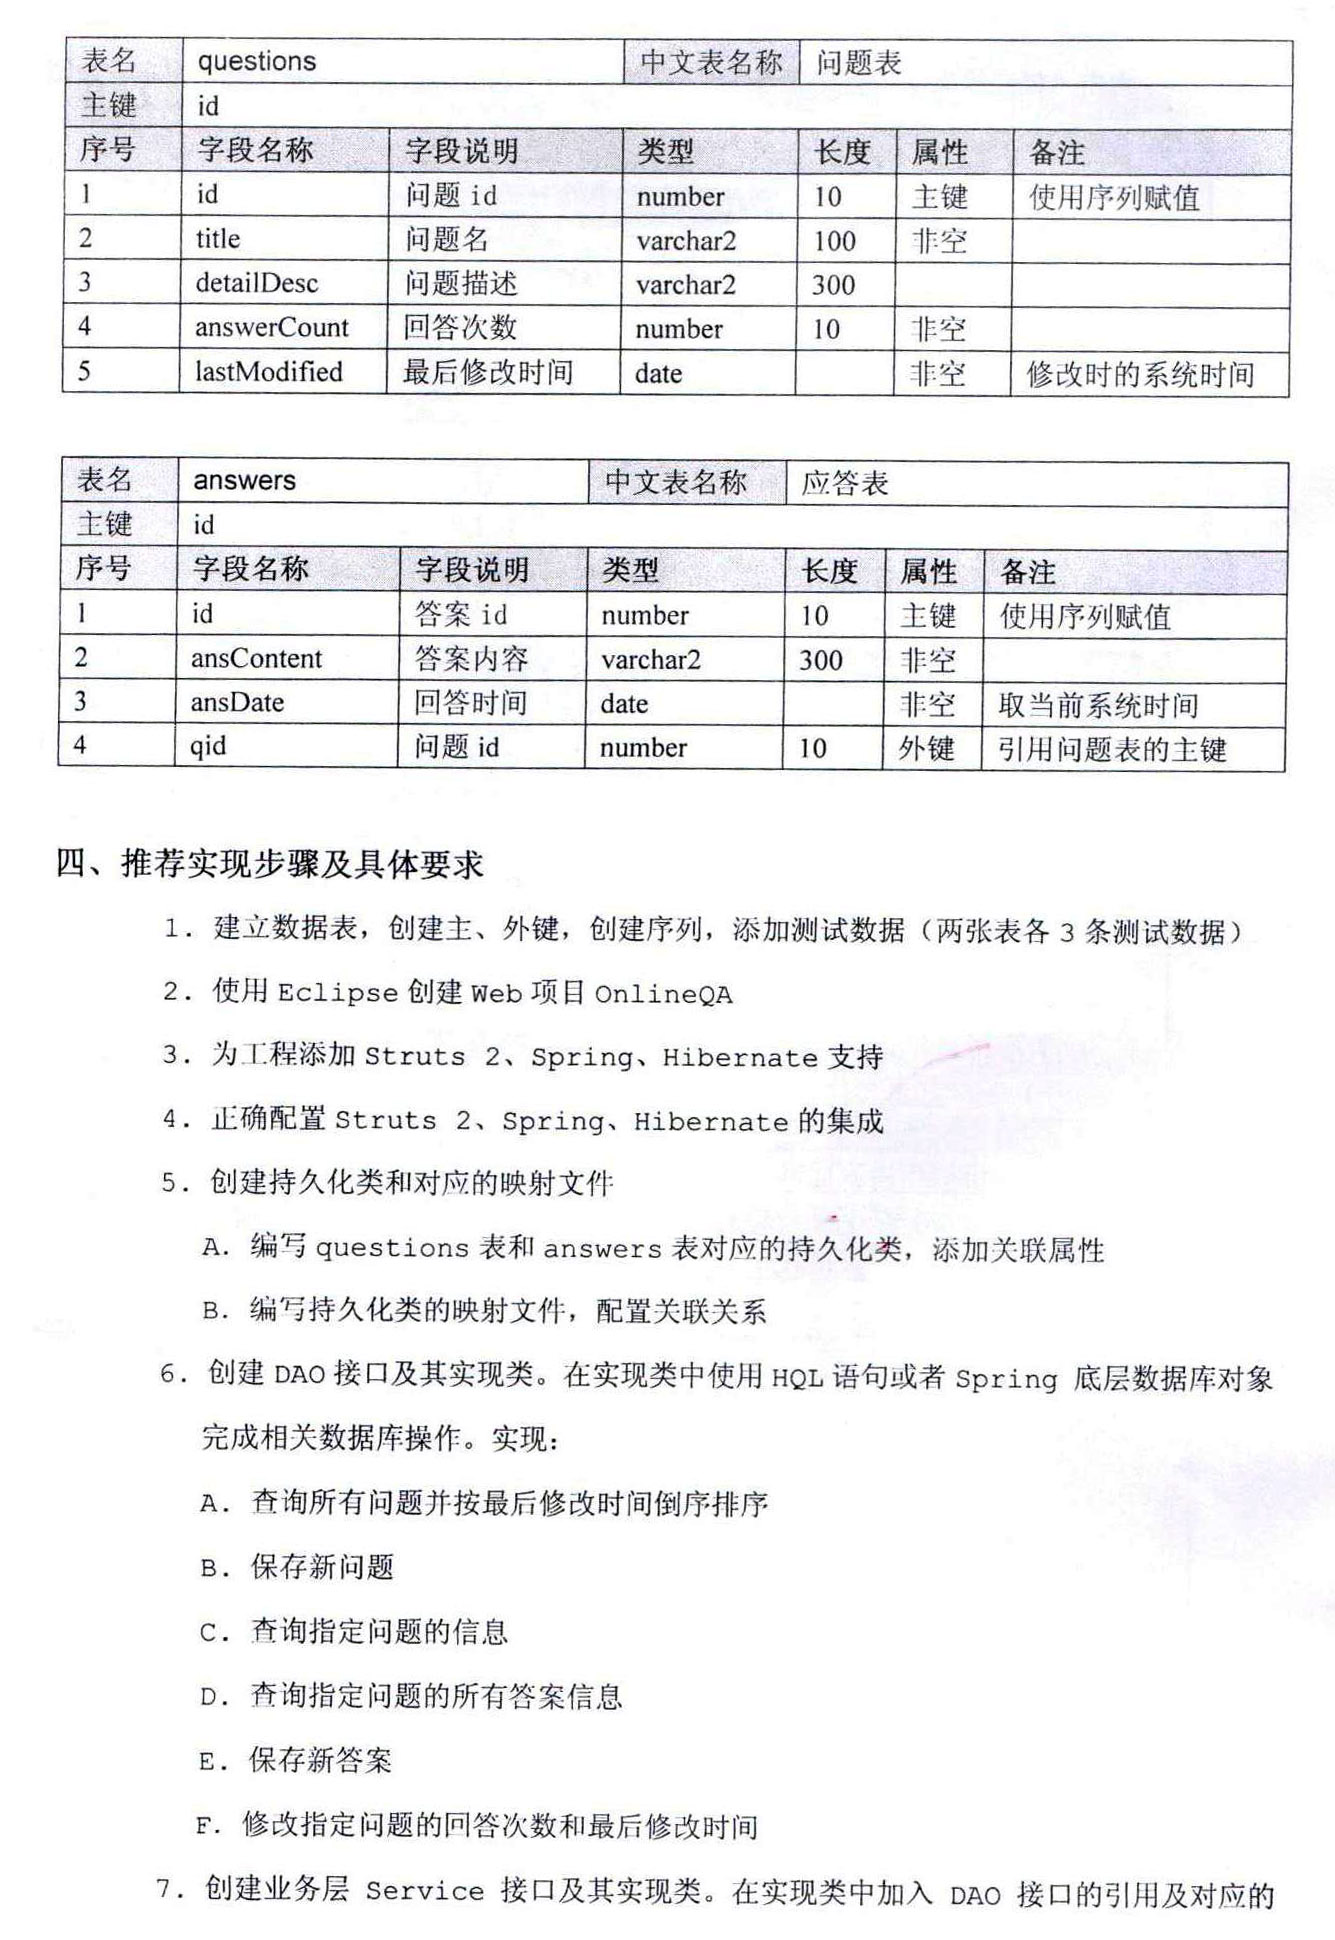 表名 questions 中文表名称 问题表
主键 id
序号 字段名称 字段说明 类型 长度 属性 备注
1 id 问题 id number 10 主键 使用序列赋值
2 title 问题名 varchar2 100 非空
3 detailDesc 问题描述 varchar2 300
4 answerCount 回答次数 number 10 非空
5 lastModified 最后修改时间 date 非空 修改时的系统时间
表名 answers 中文表名称 应答表
主键 id
序号 字段名称 字段说明 类型 长度 属性 备注
1 id 答案 id number 10 主键 使用序列赋值
2 ansContent 答案内容 varchar2 300 非空
3 ansDate 回答时间 date 非空 取当前系统时间
4 qid 问题 id number 10 外键 引用问题表的主键
四、推荐实现步骤及具体要求
1. 建立数据表，创建主、外键，创建序列，添加测试数据（两张表各 3 条测试数据）
2. 使用 Eclipse 创建 Web 项目 OnlineQA
3. 为工程添加 Struts 2、Spring、Hibernate 支持
4. 正确配置 Struts 2、Spring、Hibernate 的集成
5. 创建持久化类和对应的映射文件
A. 编写 questions 表和 answers 表对应的持久化类，添加关联属性
B. 编写持久化类的映射文件，配置关联关系
6. 创建 DAO 接口及其实现类。在实现类中使用 HQL 语句或者 Spring 底层数据库对象
完成相关数据库操作。实现：
A. 查询所有问题并按最后修改时间倒序排序
B. 保存新问题
C. 查询指定问题的信息
D. 查询指定问题的所有答案信息
E. 保存新答案
F. 修改指定问题的回答次数和最后修改时间
7. 创建业务层 Service 接口及其实现类。在实现类中加入 DAO 接口的引用及对应的